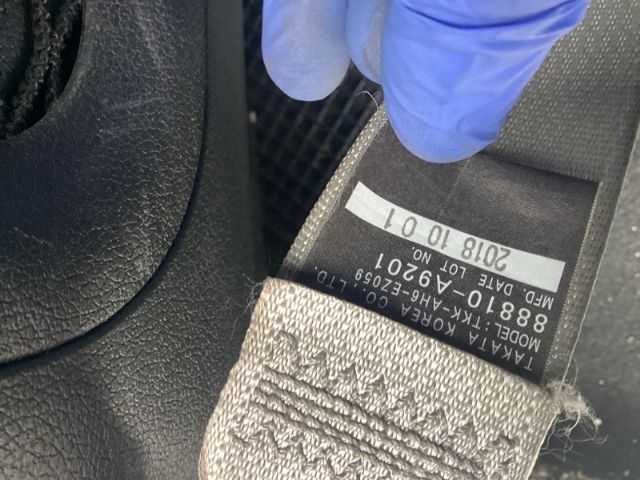 TAKATA KOREA CO., LTD.
MODEL: TKK-AH6-EZ059
88810-A9201
MFD. DATE LOT NO.
2018 10 01